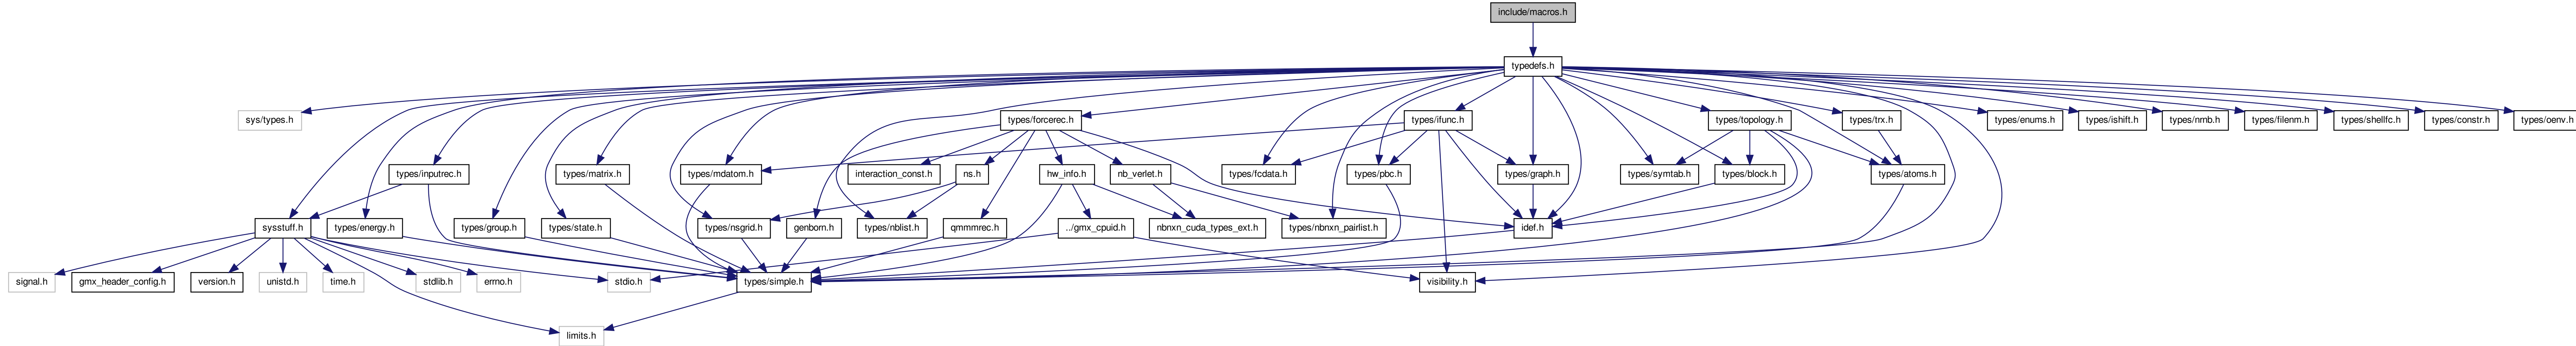 include/macros.h
typedefs.h
sys/types.h
types/forcerec.h
types/ifunc.h
types/topology.h
types/trx.h
types/enums.h
types/ishift.h
types/nrnb.h
types/filenm.h
types/shellfc.h
types/constr.h
types/oenv.h
types/inputrec.h
types/matrix.h
types/mdatom.h
interaction_const.h
ns.h
hw_info.h
nb_verlet.h
types/fcdata.h
types/pbc.h
types/graph.h
types/symtab.h
types/block.h
types/atoms.h
sysstuff.h
types/energy.h
types/group.h
types/state.h
types/nsgrid.h
genborn.h
types/nblist.h
qmmmrec.h
../gmx_cpuid.h
nbnxn_cuda_types_ext.h
types/nbnxn_pairlist.h
idef.h
signal.h
gmx_header_config.h
version.h
unistd.h
time.h
stdlib.h
errno.h
stdio.h
types/simple.h
visibility.h
limits.h